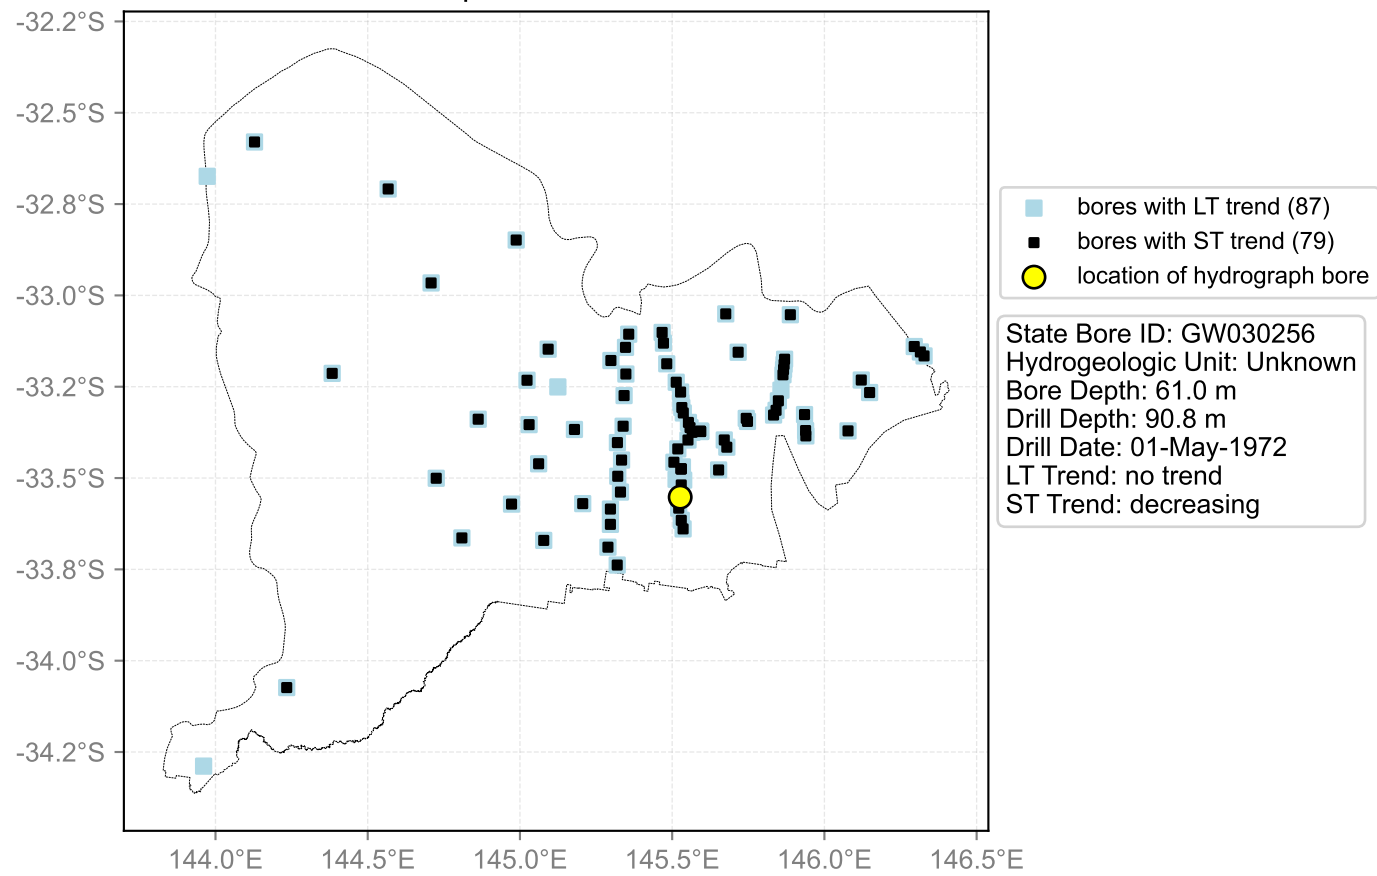 -32.2°S
-32.5°S
-32.8°S
-33.0°S
-33.2°S
-33.5°S
-33.8°S
-34.0°S
-34.2°S
144.0°E
144.5°E
145.0°E
145.5°E
146.0°E
146.5°E
bores with LT trend (87)
bores with ST trend (79)
location of hydrograph bore
State Bore ID: GW030256
Hydrogeologic Unit: Unknown
Bore Depth: 61.0 m
Drill Depth: 90.8 m
Drill Date: 01-May-1972
LT Trend: no trend
ST Trend: decreasing